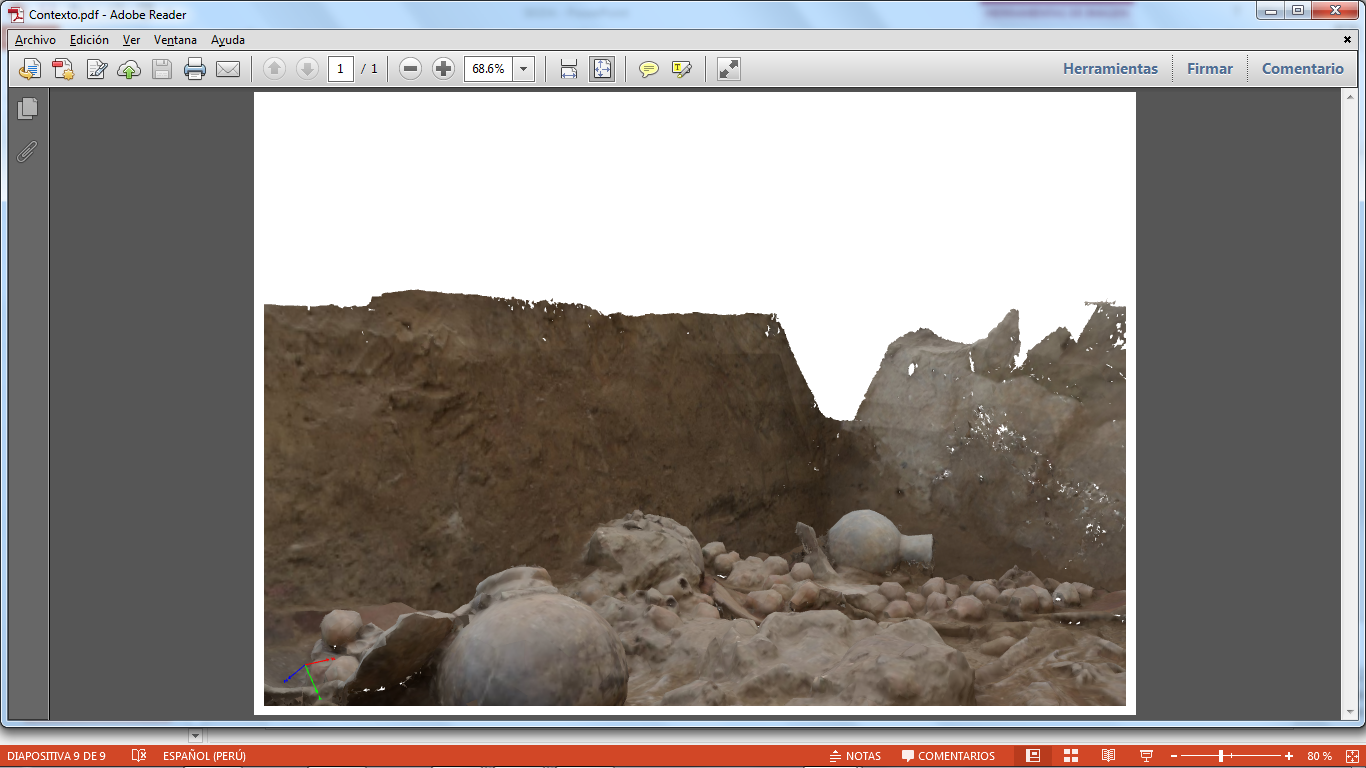 Contexto.pdf - Adobe Reader
Archivo Edición Ver Ventana Ayuda
1 / 1 68.6% Herramientas Firmar Comentario
DIAPOSITIVA 9 DE 9 ESPAÑOL (PERÚ) NOTAS COMENTARIOS 80 %